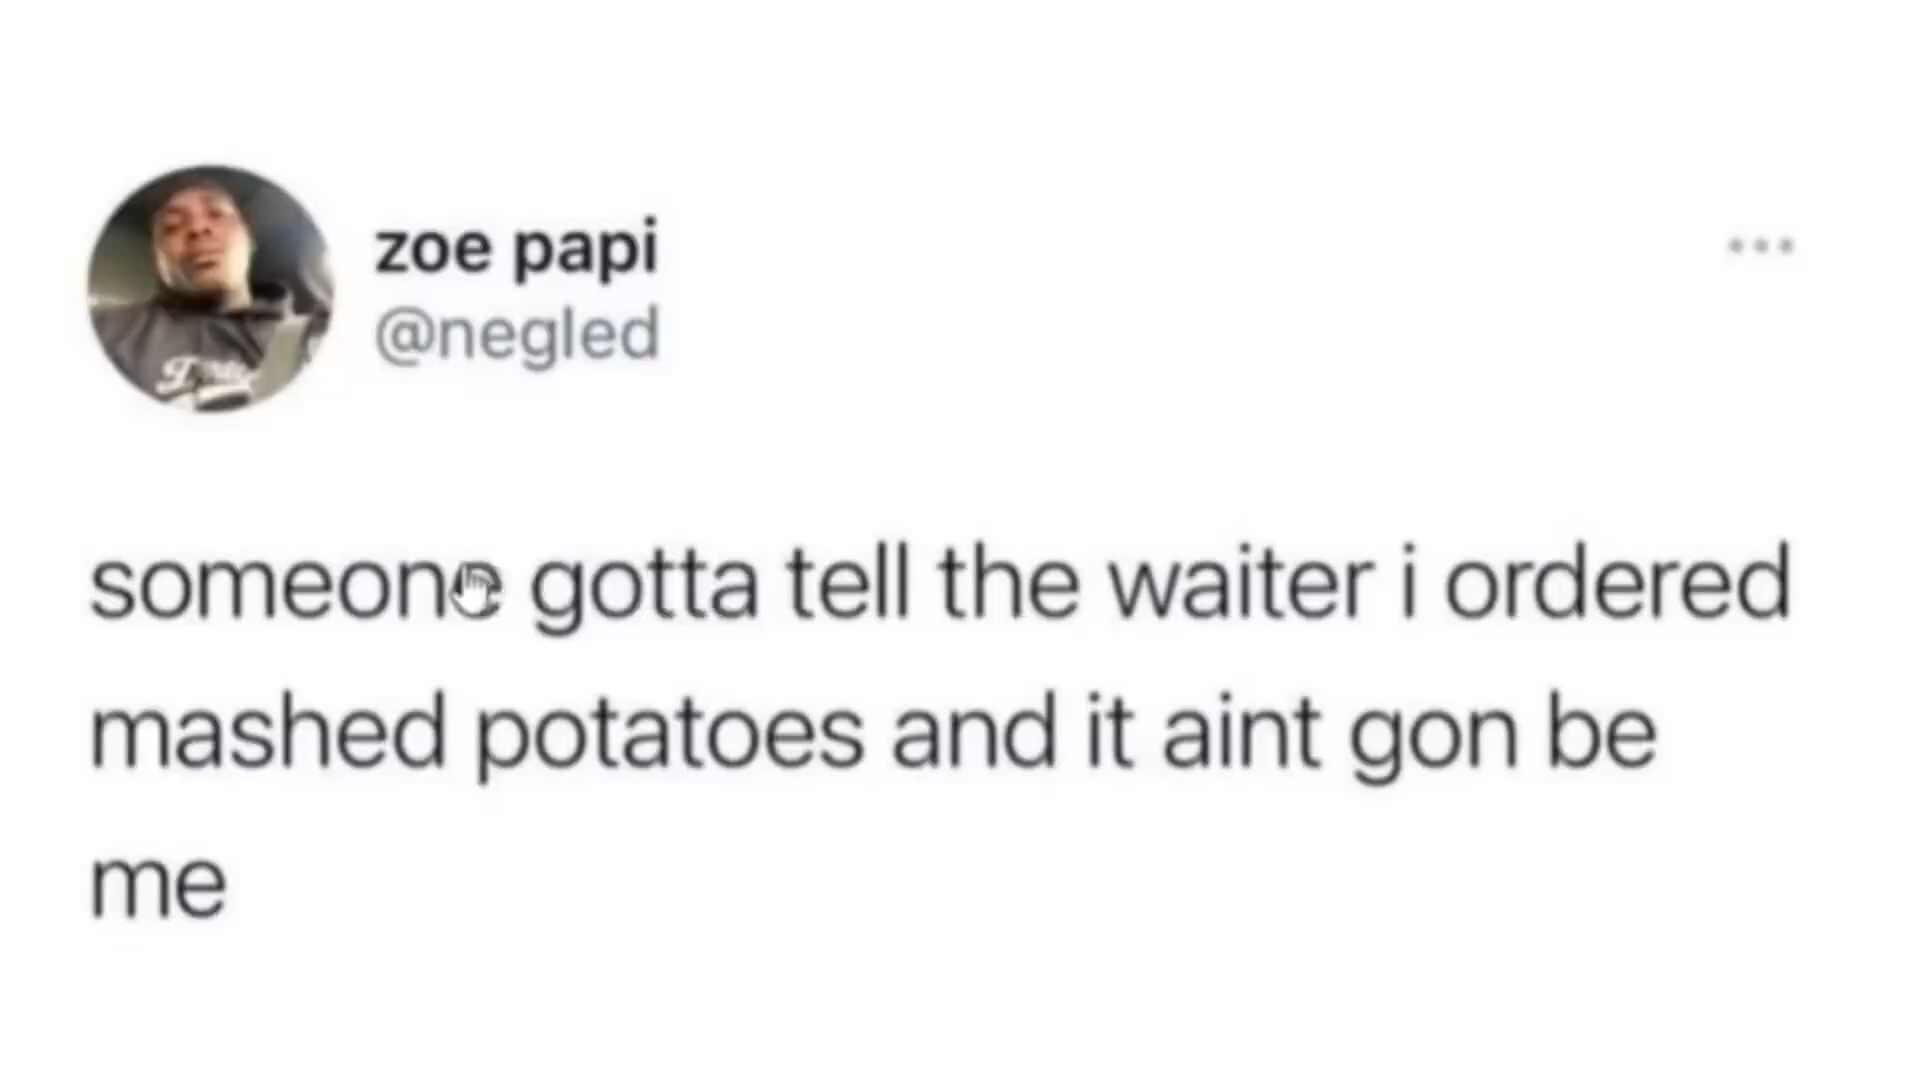 zoe papi
@negled
someone gotta tell the waiter i ordered
mashed potatoes and it aint gon be
me